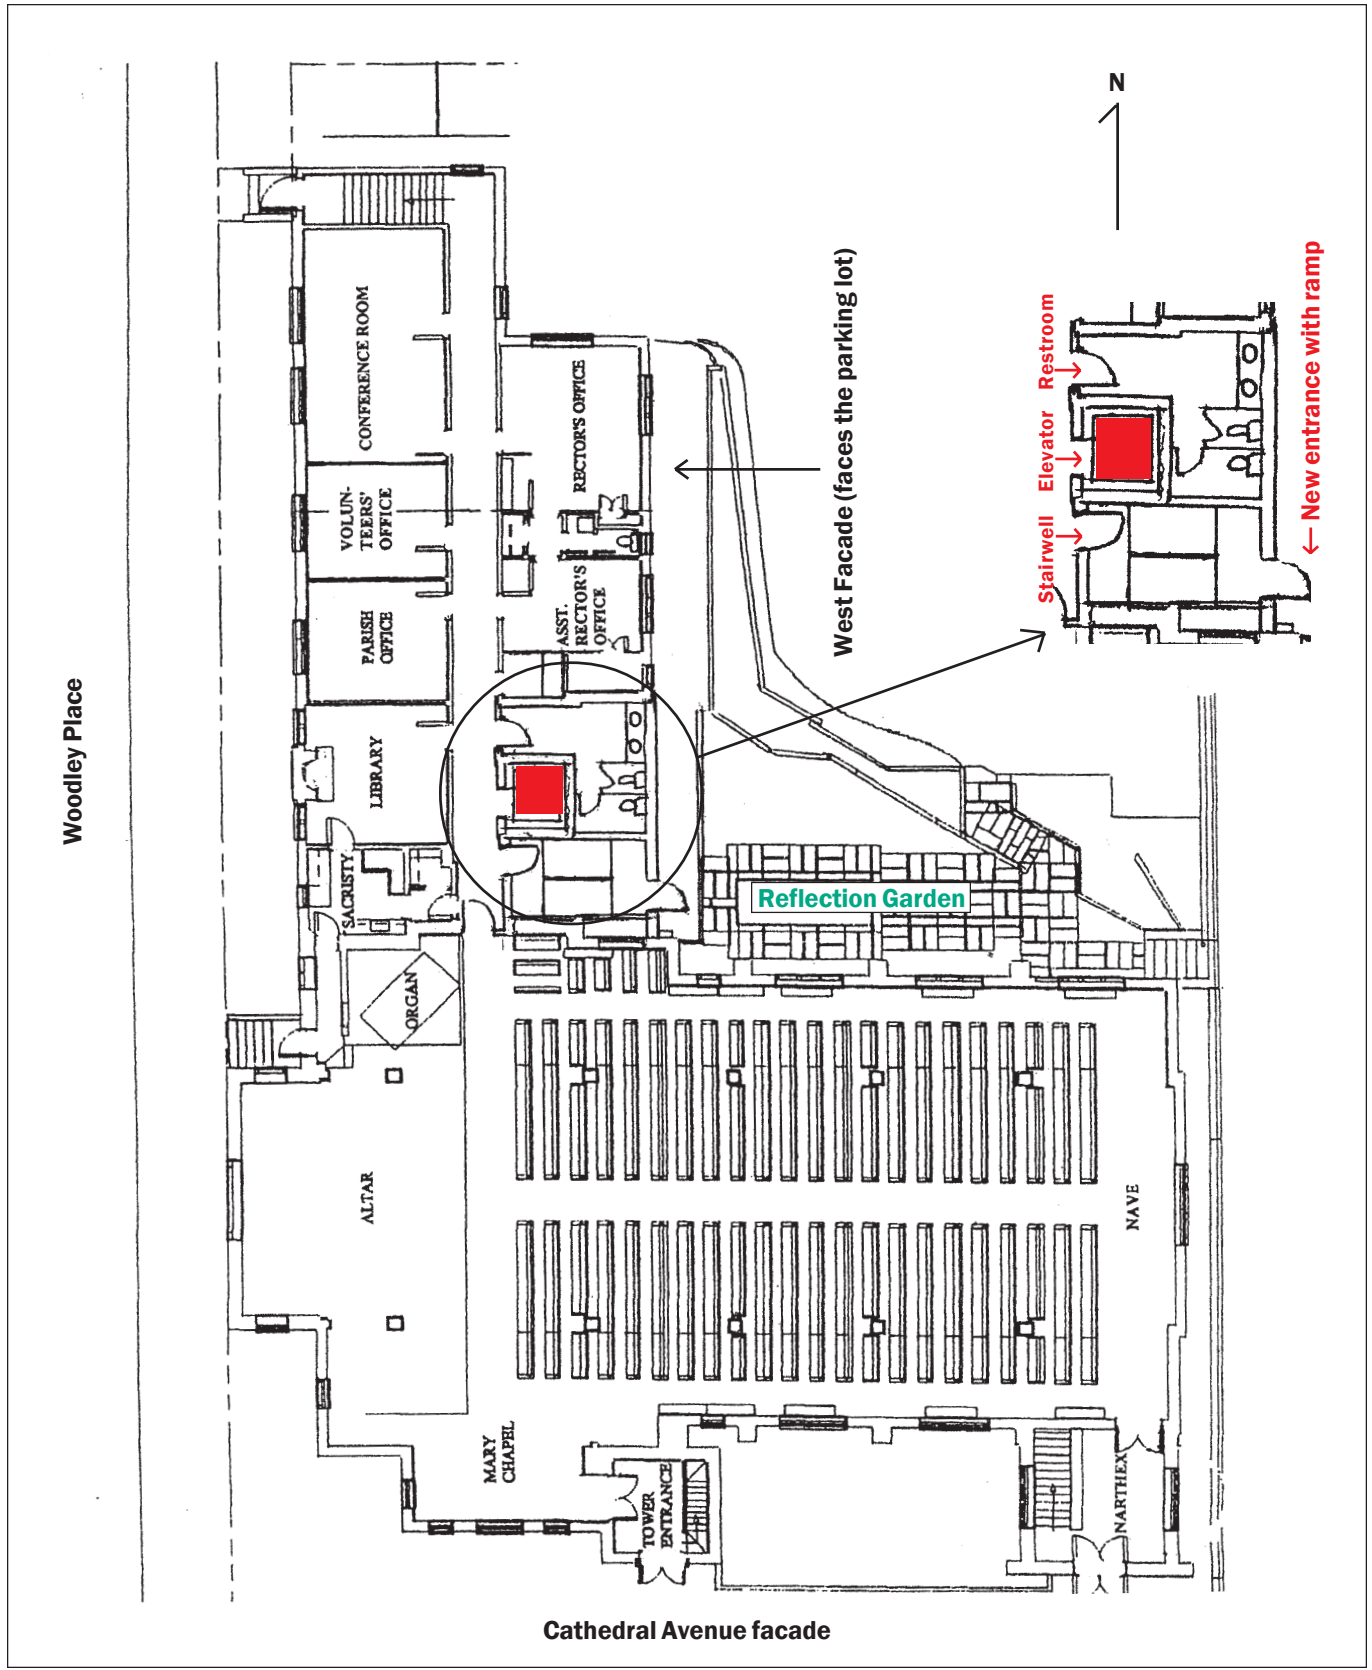 N
West Facade (faces the parking lot)
Restroom
Elevator
Stairwell
New entrance with ramp
Woodley Place
CONFERENCE ROOM
RECTOR'S OFFICE
VOLUN-
TEERS'
OFFICE
PARISH
OFFICE
ASST.
RECTOR'S
OFFICE
LIBRARY
SACRISTY
Reflection Garden
ORGAN
ALTAR
NAVE
MARY
CHAPEL
TOWER
ENTRANCE
NARTHEX
Cathedral Avenue facade